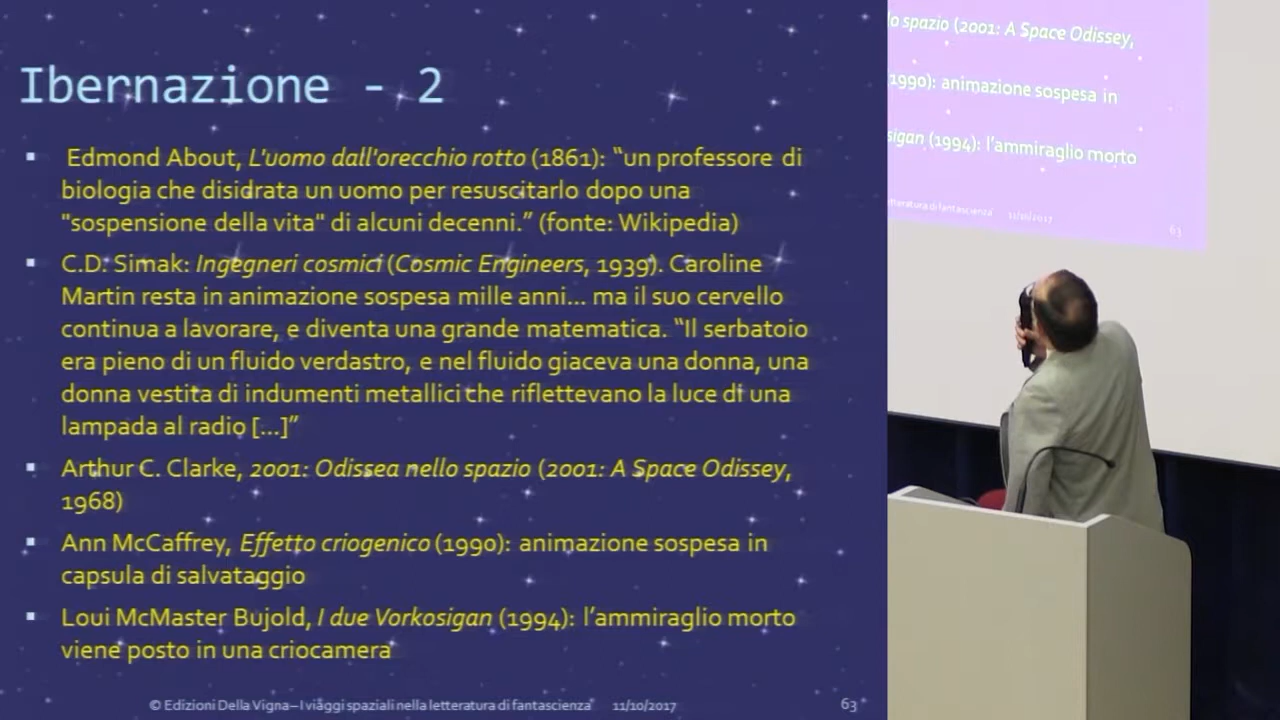 Ibernazione - 2
▪ Edmond About, L'uomo dall'orecchio rotto (1861): “un professore di
biologia che disidrata un uomo per resuscitarlo dopo una
"sospensione della vita" di alcuni decenni.” (fonte: Wikipedia)
▪ C.D. Simak: Ingegneri cosmici (Cosmic Engineers, 1939). Caroline
Martin resta in animazione sospesa mille anni... ma il suo cervello
continua a lavorare, e diventa una grande matematica. “Il serbatoio
era pieno di un fluido verdastro, e nel fluido giaceva una donna, una
donna vestita di indumenti metallici che riflettevano la luce di una
lampada al radio [...]”
▪ Arthur C. Clarke, 2001: Odissea nello spazio (2001: A Space Odissey,
1968)
▪ Ann McCaffrey, Effetto criogenico (1990): animazione sospesa in
capsula di salvataggio
▪ Loui McMaster Bujold, I due Vorkosigan (1994): l’ammiraglio morto
viene posto in una criocamera
© Edizioni Della Vigna – I viaggi spaziali nella letteratura di fantascienza 11/10/2017 63
lo spazio (2001: A Space Odissey,
1990): animazione sospesa in
sigan (1994): l’ammiraglio morto
letteratura di fantascienza 11/10/2017 63